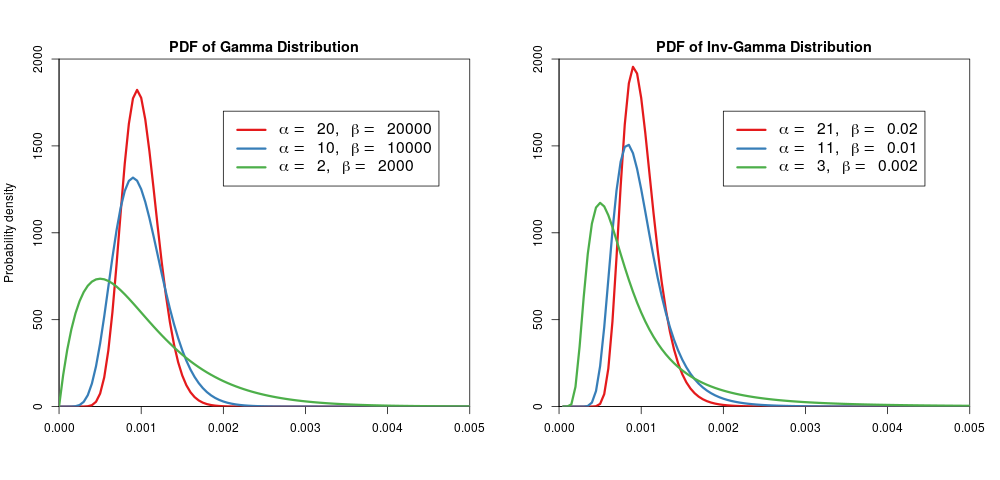 PDF of Gamma Distribution
Probability density
2000
1500
1000
500
0
α = 20, β = 20000
α = 10, β = 10000
α = 2, β = 2000
0.000 0.001 0.002 0.003 0.004 0.005
PDF of Inv-Gamma Distribution
2000
1500
1000
500
0
α = 21, β = 0.02
α = 11, β = 0.01
α = 3, β = 0.002
0.000 0.001 0.002 0.003 0.004 0.005